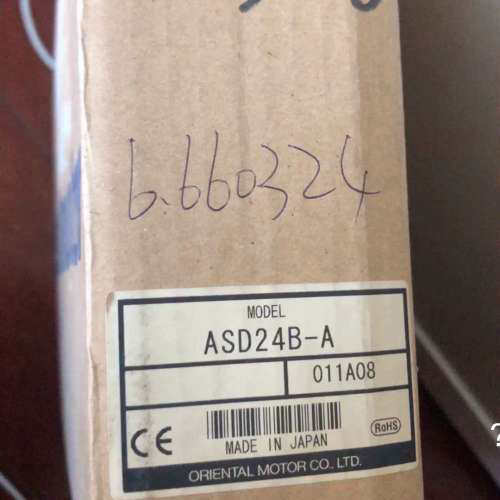 6.660324
MODEL
ASD24B-A
011A08
CE
MADE IN JAPAN
RoHS
ORIENTAL MOTOR CO., LTD.
?